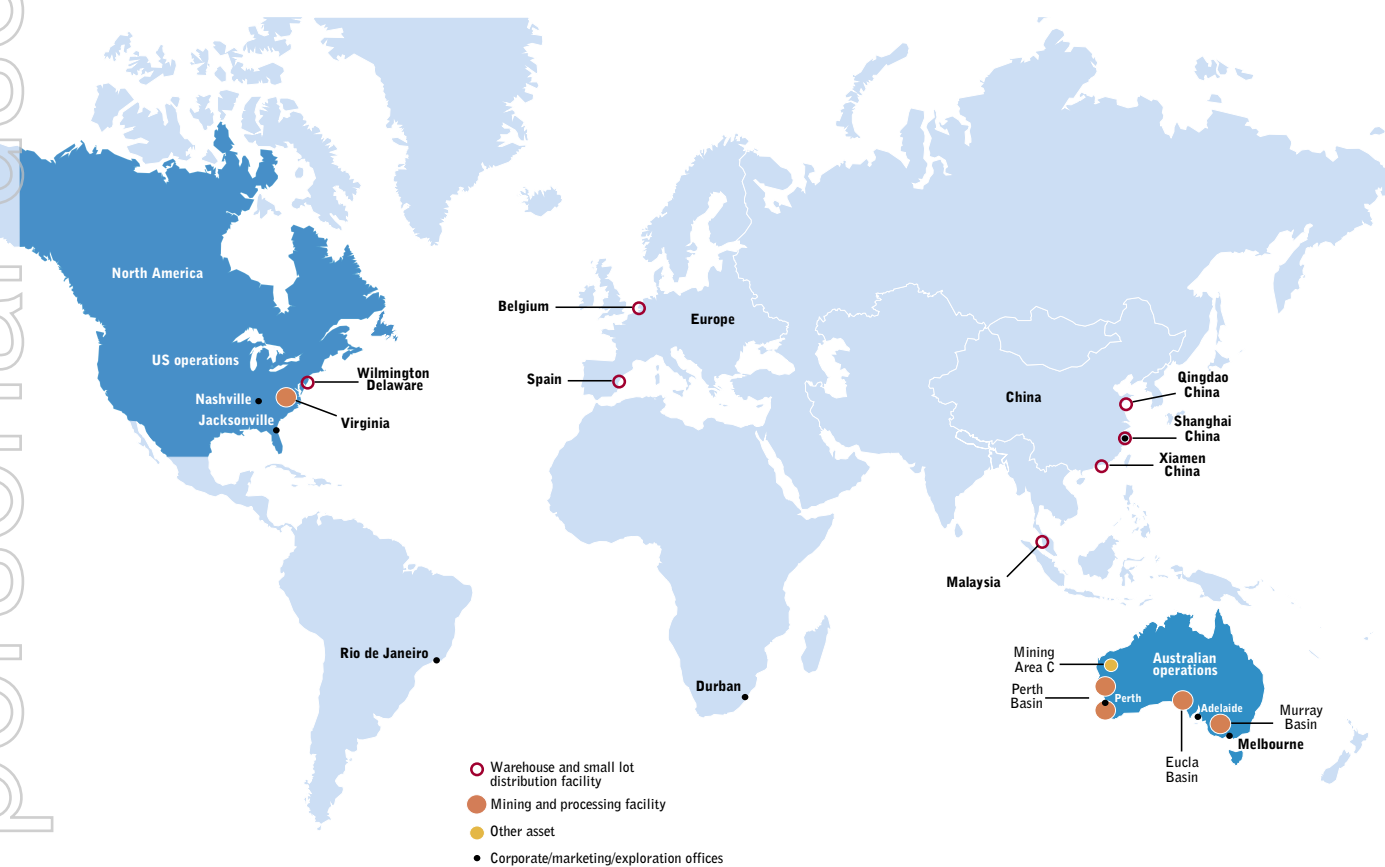 North America
US operations
Wilmington
Delaware
Nashville
Jacksonville
Virginia
Belgium
Europe
Spain
China
Qingdao
China
Shanghai
China
Xiamen
China
Malaysia
Rio de Janeiro
Durban
Mining
Area C
Australian
operations
Perth
Basin
Perth
Adelaide
Murray
Basin
Melbourne
Eucla
Basin
Warehouse and small lot
distribution facility
Mining and processing facility
Other asset
Corporate/marketing/exploration offices